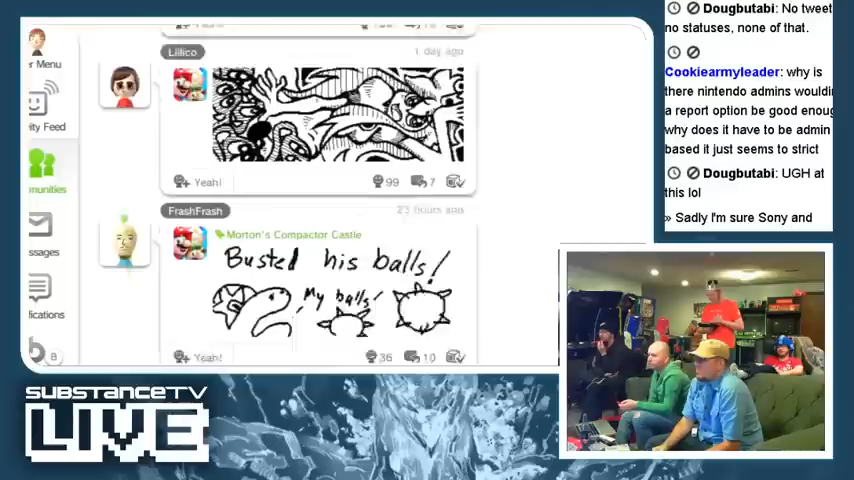 Lillico
1 day ago
Yeah!
99
7
FrashFrash
23 hours ago
Morton's Compactor Castle
Busted his balls!
My balls!
Yeah!
36
10
r Menu
ity Feed
munities
ssages
lications
B
SUBSTANCETV
LIVE
Dougbutabi: No tweet
no statuses, none of that.
Cookiearmyleader: why is
there nintendo admins wouldn
a report option be good enoug
why does it have to be admin
based it just seems to strict
Dougbutabi: UGH at
this lol
» Sadly I'm sure Sony and